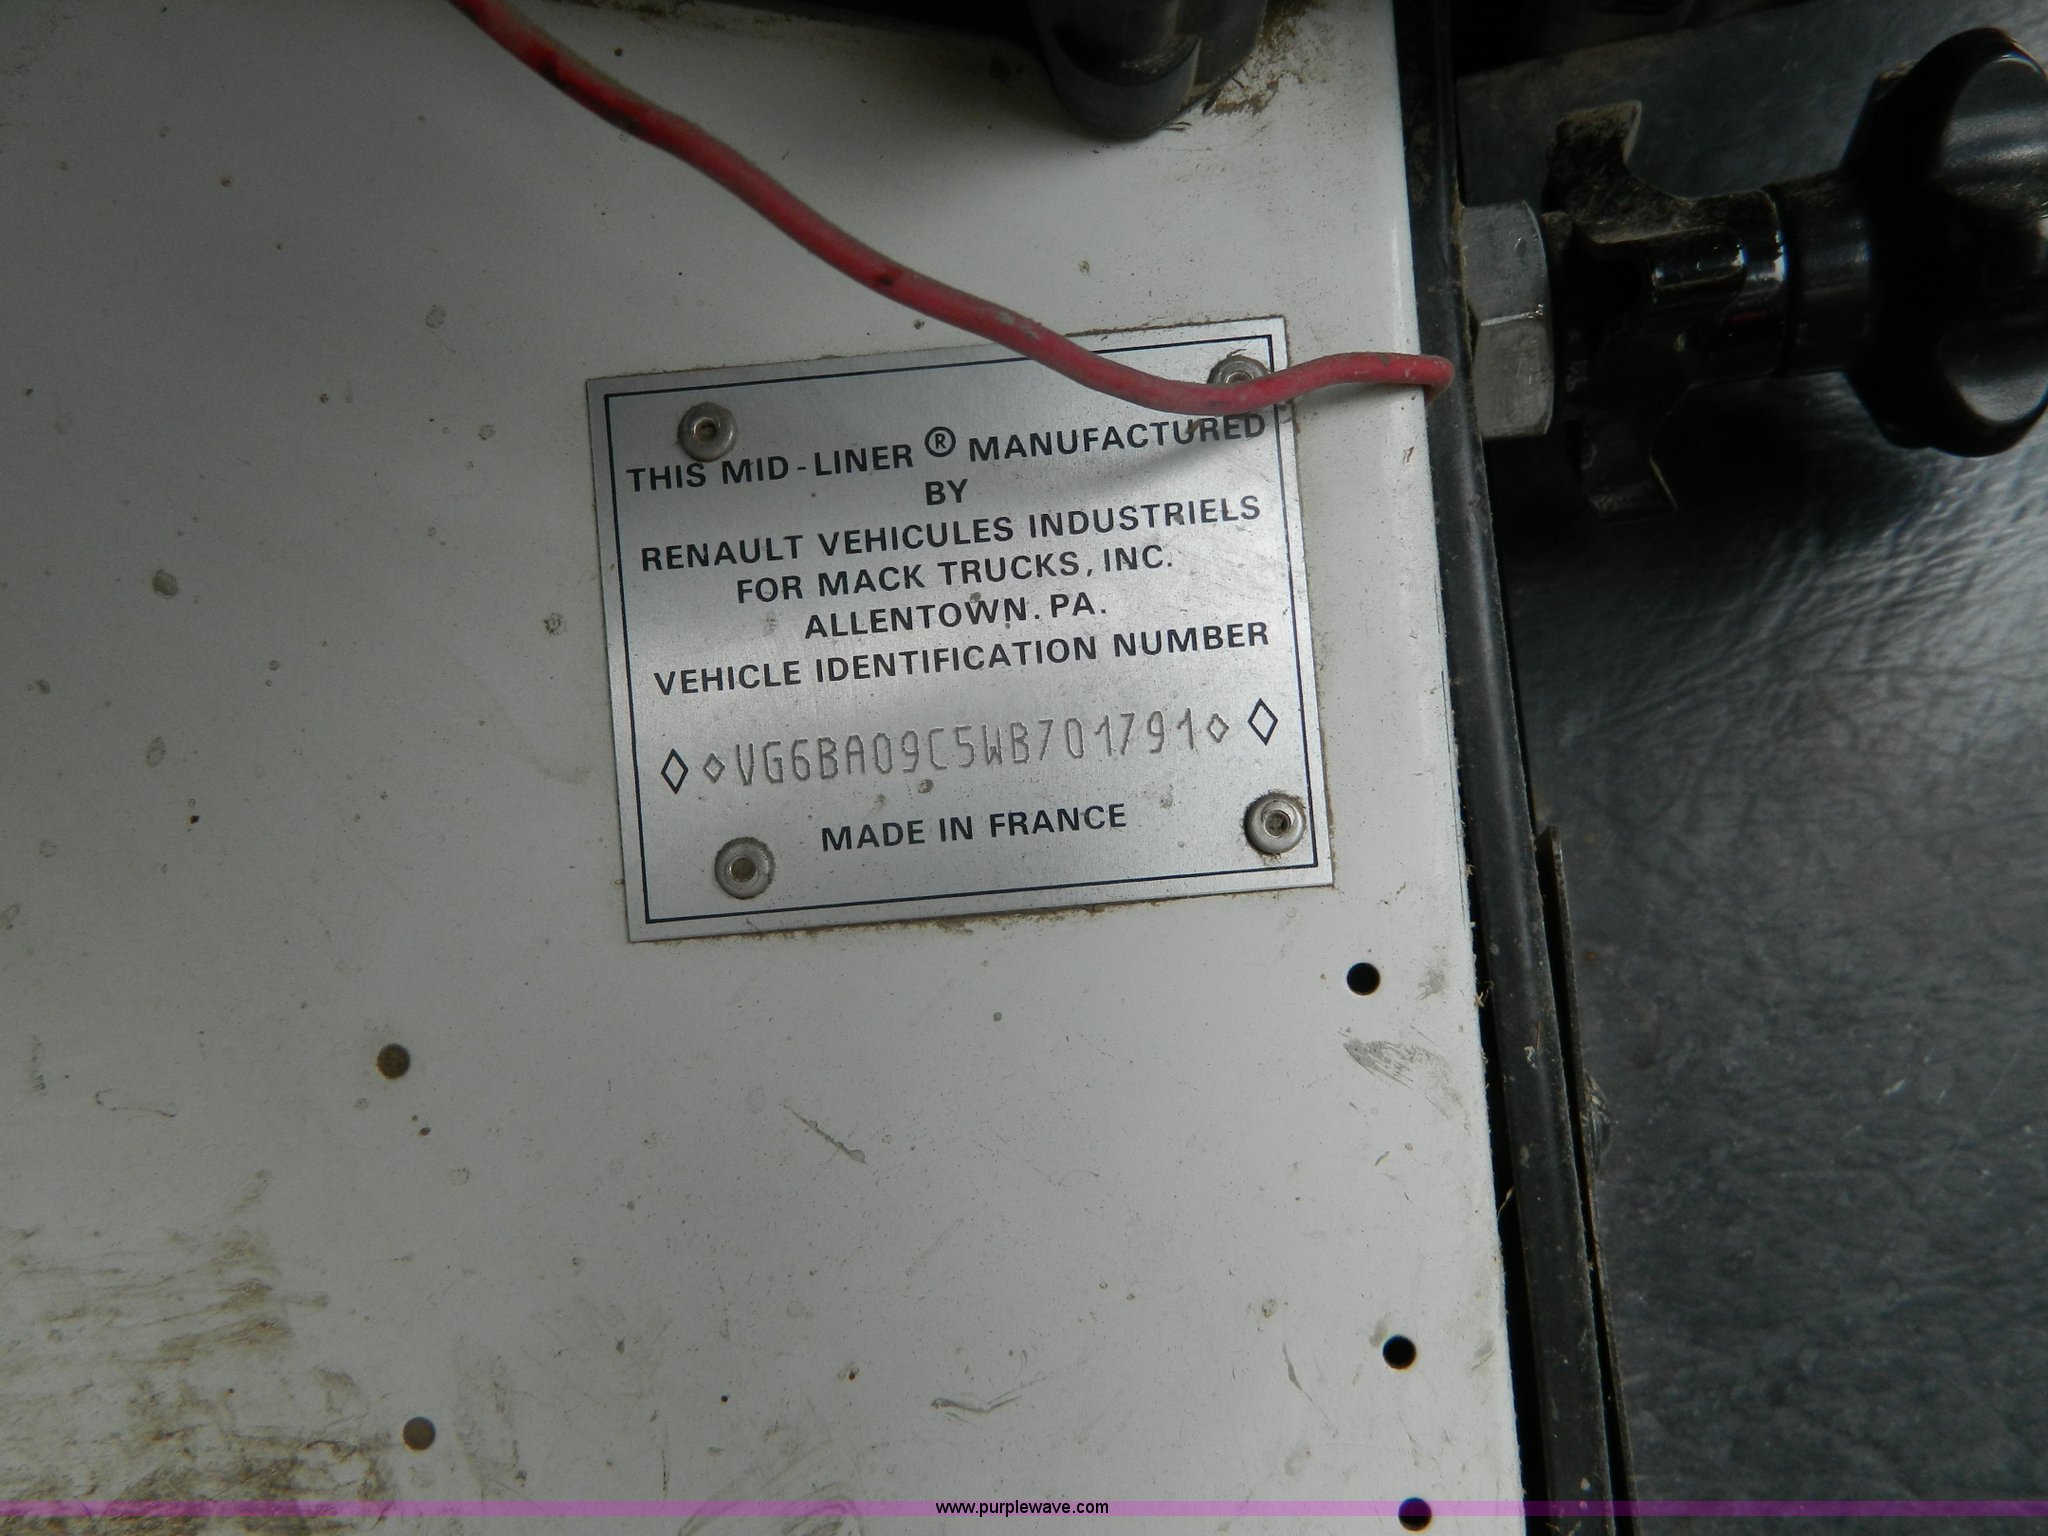 THIS MID-LINER ® MANUFACTURED
BY
RENAULT VEHICULES INDUSTRIELS
FOR MACK TRUCKS, INC.
ALLENTOWN. PA.
VEHICLE IDENTIFICATION NUMBER
◇ ◇VG6BA09C5WB701791◇ ◇
MADE IN FRANCE
www.purplewave.com